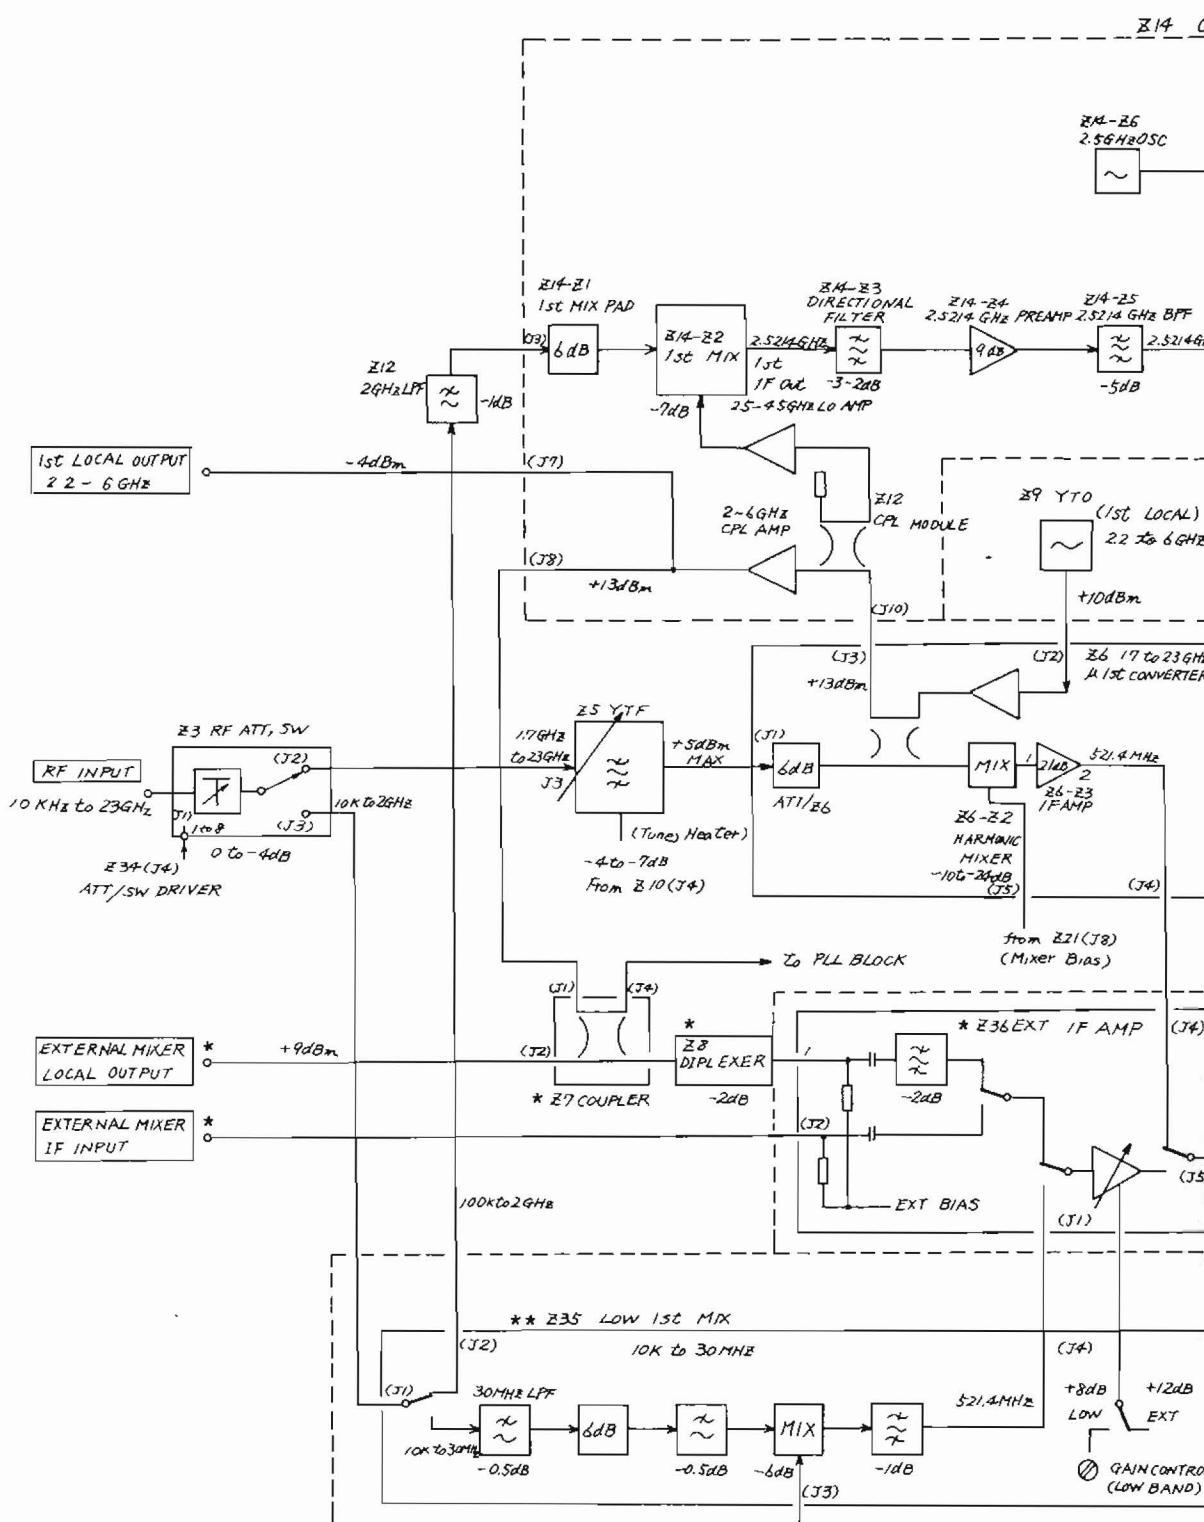 Z14 C
Z14-Z6
2.5GHz OSC
Z14-Z1
1st MIX PAD
(J3)
6dB
Z14-Z2
1st MIX
-7dB
2.5214GHz
1st
IF Out
Z14-Z3
DIRECTIONAL
FILTER
-3-2dB
Z14-Z4
2.5214 GHz PREAMP
9dB
Z14-Z5
2.5214 GHz BPF
-5dB
2.5214G
25-45GHz LO AMP
Z12
2GHz LPF
-1dB
1st LOCAL OUTPUT
2 2 - 6 GHz
-4dBm
(J7)
2-6GHz
CPL AMP
Z12
CPL MODULE
(J8)
+13dBm
(J10)
Z9 YTO
(1st LOCAL)
2.2 to 6GHz
+10dBm
(J3)
+13dBm
(J2)
Z6 17 to 23GHz
μ 1st CONVERTER
Z3 RF ATT, SW
RF INPUT
10 KHz to 23GHz
(J2)
(J3)
J1)
1 to 8
0 to -4dB
10K to 2GHz
Z34 (J4)
ATT/SW DRIVER
Z5 YTF
1.7GHz
to 23GHz
J3
(Tune, Heater)
-4 to -7dB
From Z10 (J4)
+5dBm
MAX
(J1)
6dB
ATT/Z6
MIX
1
21dB
2
521.4 MHz
Z6-Z3
IF AMP
Z6-Z2
HARMONIC
MIXER
-10to-24dB
(J5)
(J4)
from Z21 (J8)
(Mixer Bias)
to PLL BLOCK
(J1)
(J4)
EXTERNAL MIXER
LOCAL OUTPUT
*
+9dBm
(J2)
* Z7 COUPLER
*
Z8
DIPLEXER
-2dB
1
* Z36 EXT IF AMP
(J4)
-2dB
EXTERNAL MIXER
IF INPUT
*
(J2)
EXT BIAS
(J1)
(J5
100K to 2GHz
** Z35 LOW 1st MIX
10K to 30MHz
(J2)
(J4)
(J1)
10K to 30MHz
30MHz LPF
-0.5dB
6dB
-0.5dB
MIX
-6dB
(J3)
-1dB
521.4MHz
+8dB
LOW
+12dB
EXT
GAIN CONTRO
(LOW BAND)